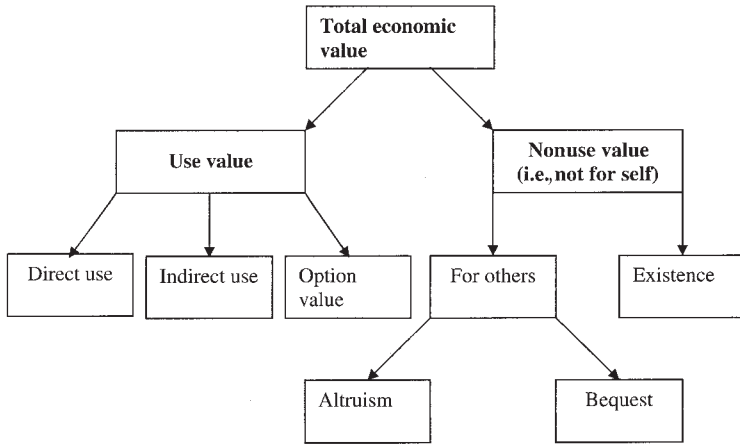 Total economic
value
Use value
Nonuse value
(i.e., not for self)
Direct use
Indirect use
Option
value
For others
Existence
Altruism
Bequest